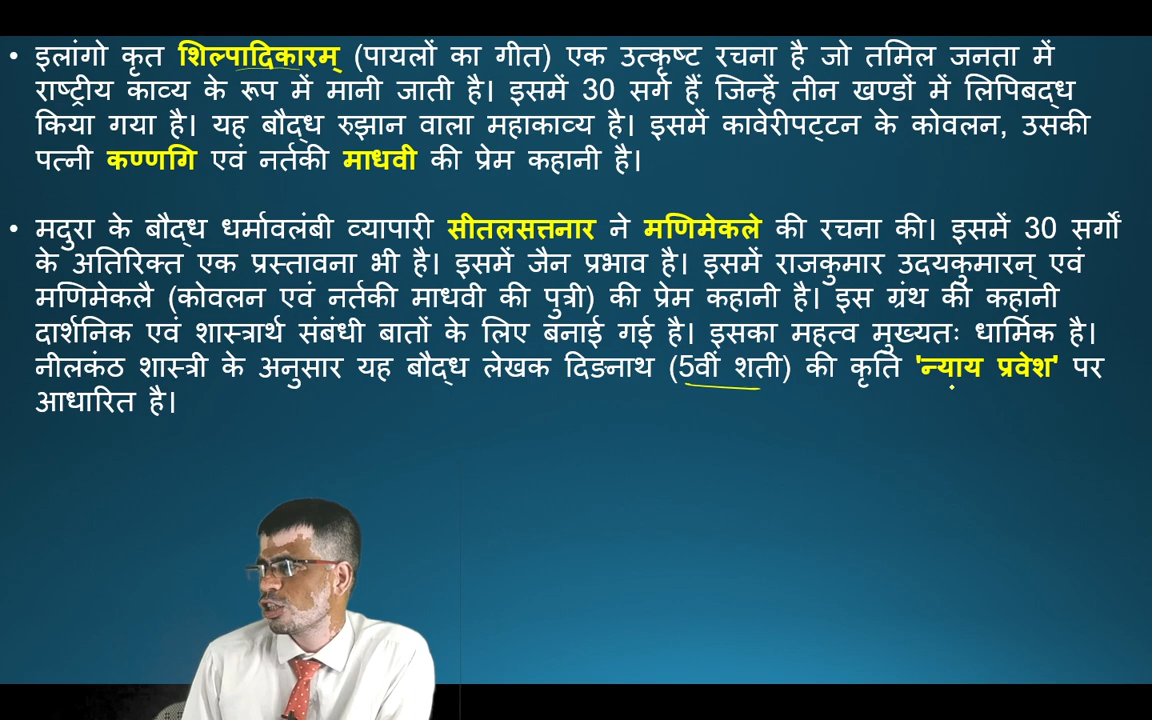 • इलांगो कृत शिल्पादिकारम् (पायलों का गीत) एक उत्कृष्ट रचना है जो तमिल जनता में
राष्ट्रीय काव्य के रूप में मानी जाती है। इसमें 30 सर्ग हैं जिन्हें तीन खण्डों में लिपिबद्ध
किया गया है। यह बौद्ध रुझान वाला महाकाव्य है। इसमें कावेरीपट्टन के कोवलन, उसकी
पत्नी कण्णगि एवं नर्तकी माधवी की प्रेम कहानी है।
• मदुरा के बौद्ध धर्मावलंबी व्यापारी सीतलसत्तनार ने मणिमेकले की रचना की। इसमें 30 सर्गों
के अतिरिक्त एक प्रस्तावना भी है। इसमें जैन प्रभाव है। इसमें राजकुमार उदयकुमारन् एवं
मणिमेकलै (कोवलन एवं नर्तकी माधवी की पुत्री) की प्रेम कहानी है। इस ग्रंथ की कहानी
दार्शनिक एवं शास्त्रार्थ संबंधी बातों के लिए बनाई गई है। इसका महत्व मुख्यतः धार्मिक है।
नीलकंठ शास्त्री के अनुसार यह बौद्ध लेखक दिङनाथ (5वीं शती) की कृति 'न्याय प्रवेश' पर
आधारित है।